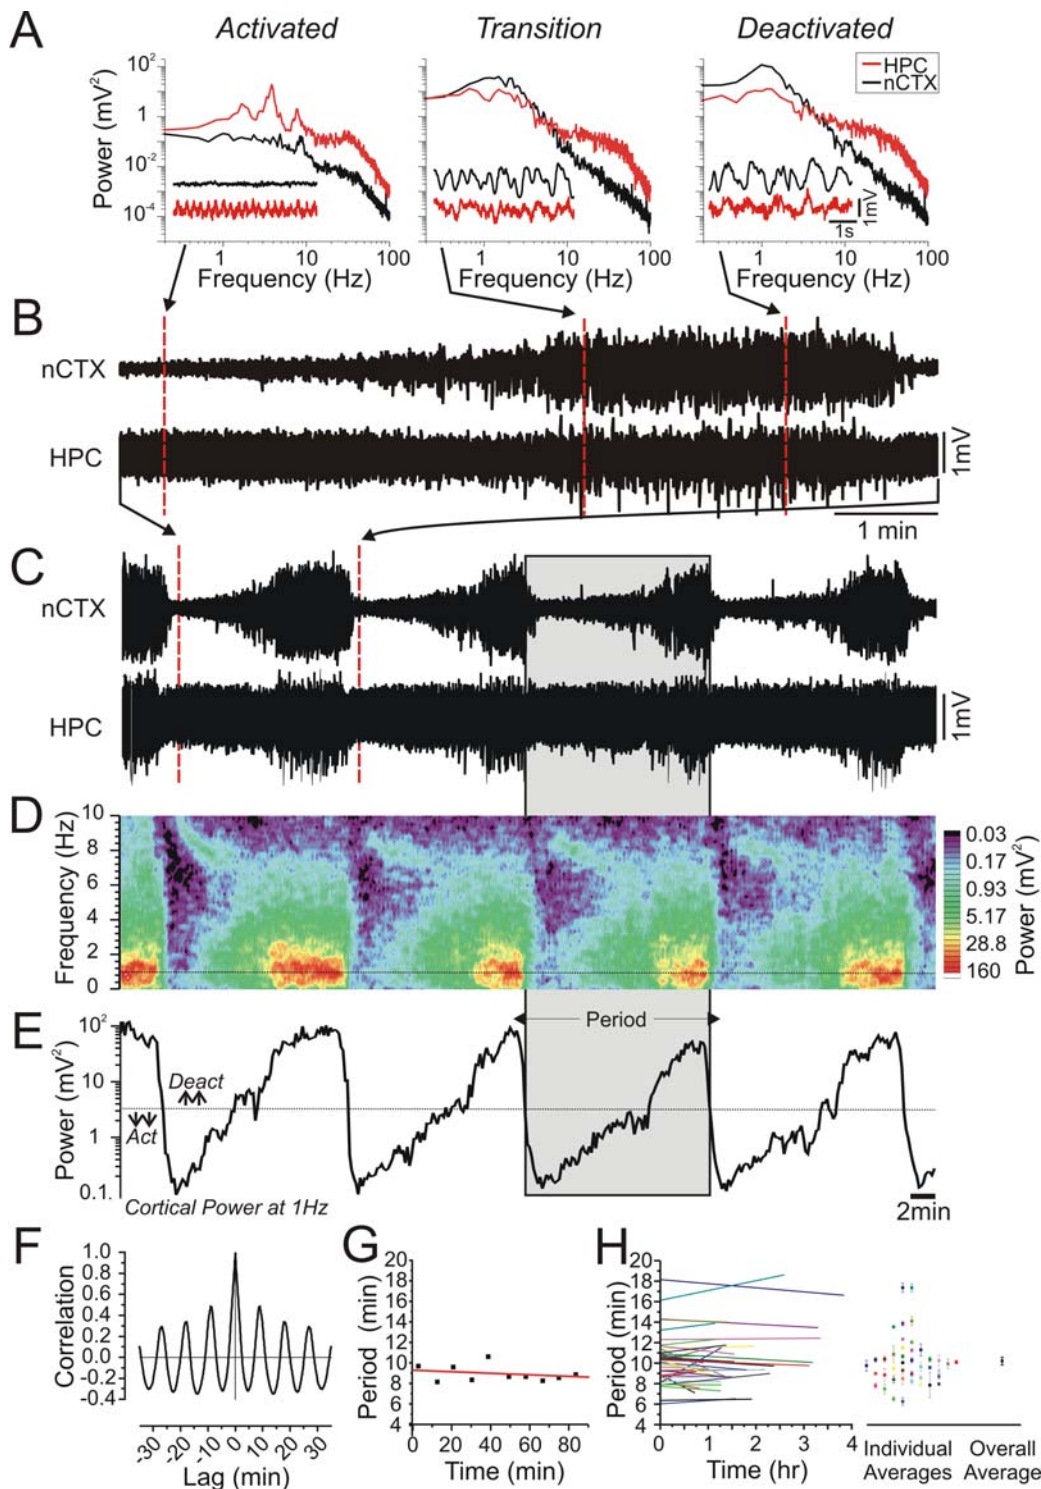 A
Activated
Transition
Deactivated
HPC
nCTX
Power (mV²)
10²
1
10⁻²
10⁻⁴
1 10 100
1 10 100
1 10 100
1mV
1s
Frequency (Hz)
Frequency (Hz)
Frequency (Hz)
B
nCTX
HPC
1mV
1 min
C
nCTX
HPC
1mV
D
Frequency (Hz)
10
8
6
4
2
0
0.03
0.17
0.93
5.17
28.8
160
Power (mV²)
E
Period
Power (mV²)
10²
10
1
0.1
Deact
Act
Cortical Power at 1Hz
2min
F
Correlation
1.0
0.8
0.6
0.4
0.2
0.0
-0.2
-0.4
-30 -20 -10 0 10 20 30
Lag (min)
G
Period (min)
20
18
16
14
12
10
8
6
4
0 20 40 60 80
Time (min)
H
Period (min)
20
18
16
14
12
10
8
6
4
0 1 2 3 4
Time (hr)
Individual
Averages
Overall
Average